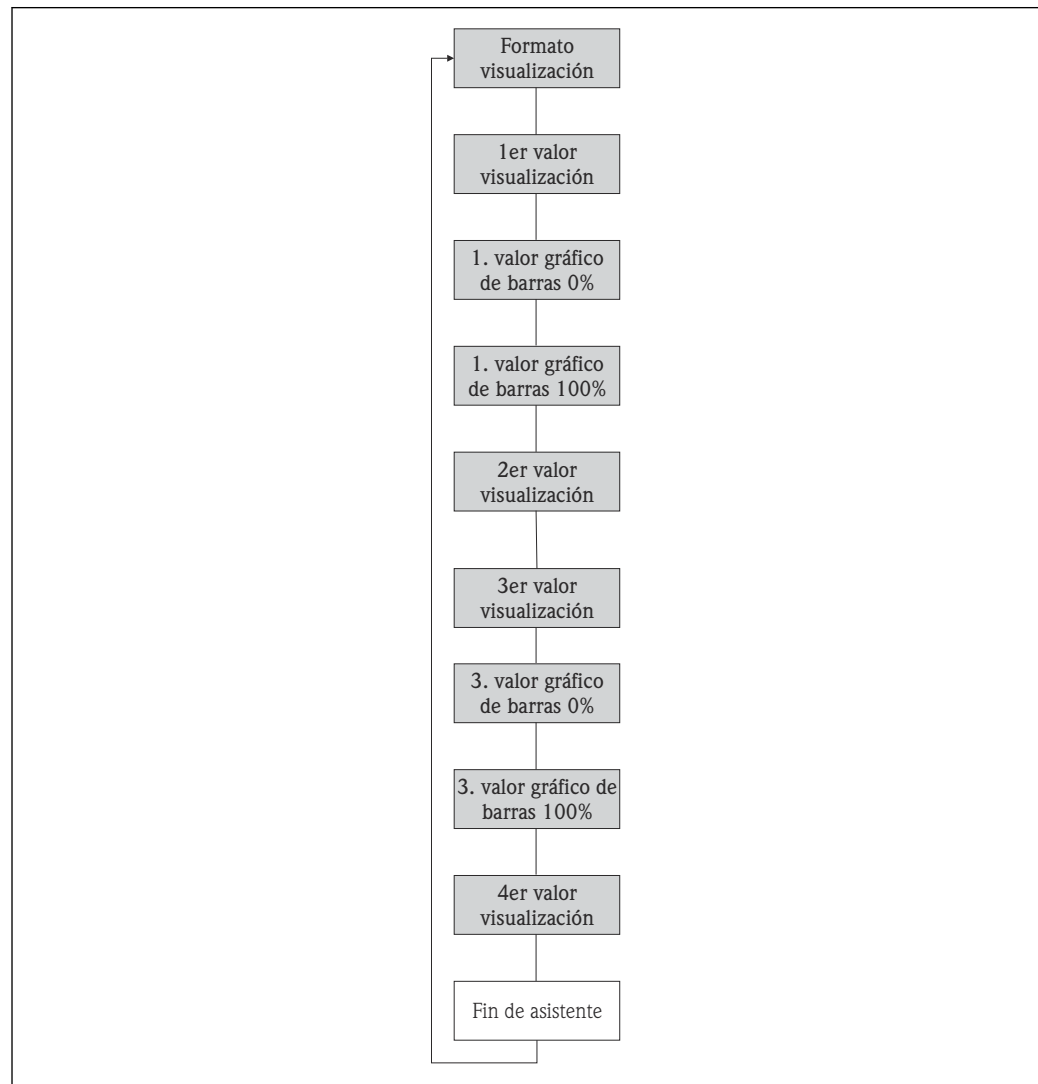 Formato
visualización
1er valor
visualización
1. valor gráfico
de barras 0%
1. valor gráfico
de barras 100%
2er valor
visualización
3er valor
visualización
3. valor gráfico
de barras 0%
3. valor gráfico de
barras 100%
4er valor
visualización
Fin de asistente